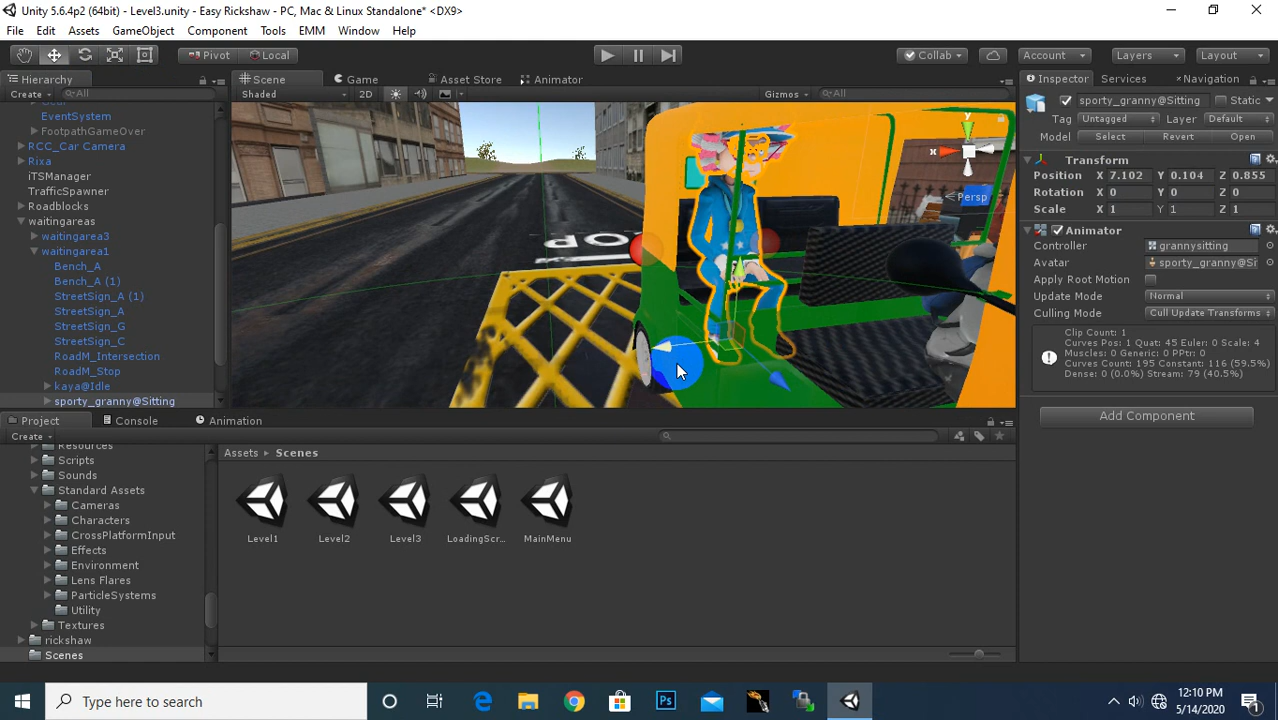 Unity 5.6.4p2 (64bit) - Level3.unity - Easy Rickshaw - PC, Mac & Linux Standalone* <DX9>
File Edit Assets GameObject Component Tools EMM Window Help
Pivot Local Collab Account Layers Layout
Hierarchy
Create All
EventSystem
FootpathGameOver
RCC_Car Camera
Rixa
iTSManager
TrafficSpawner
Roadblocks
waitingareas
waitingarea3
waitingarea1
Bench_A
Bench_A (1)
StreetSign_A (1)
StreetSign_A
StreetSign_G
StreetSign_C
RoadM_Intersection
RoadM_Stop
kaya@Idle
sporty_granny@Sitting
Scene Game Asset Store Animator
Shaded 2D Gizmos All
y
x
Persp
Inspector Services Navigation
sporty_granny@Sitting Static
Tag Untagged Layer Default
Model Select Revert Open
Transform
Position X 7.102 Y 0.104 Z 0.855
Rotation X 0 Y 0 Z 0
Scale X 1 Y 1 Z 1
Animator
Controller grannysitting
Avatar sporty_granny@Si
Apply Root Motion
Update Mode Normal
Culling Mode Cull Update Transforms
Clip Count: 1
Curves Pos: 1 Quat: 45 Euler: 0 Scale: 4
Muscles: 0 Generic: 0 PPtr: 0
Curves Count: 195 Constant: 116 (59.5%)
Dense: 0 (0.0%) Stream: 79 (40.5%)
Add Component
Project Console Animation
Create
Resources
Scripts
Sounds
Standard Assets
Cameras
Characters
CrossPlatformInput
Effects
Environment
Lens Flares
ParticleSystems
Utility
Textures
rickshaw
Scenes
Assets Scenes
Level1 Level2 Level3 LoadingScr... MainMenu
Type here to search
Ps
12:10 PM
5/14/2020
1